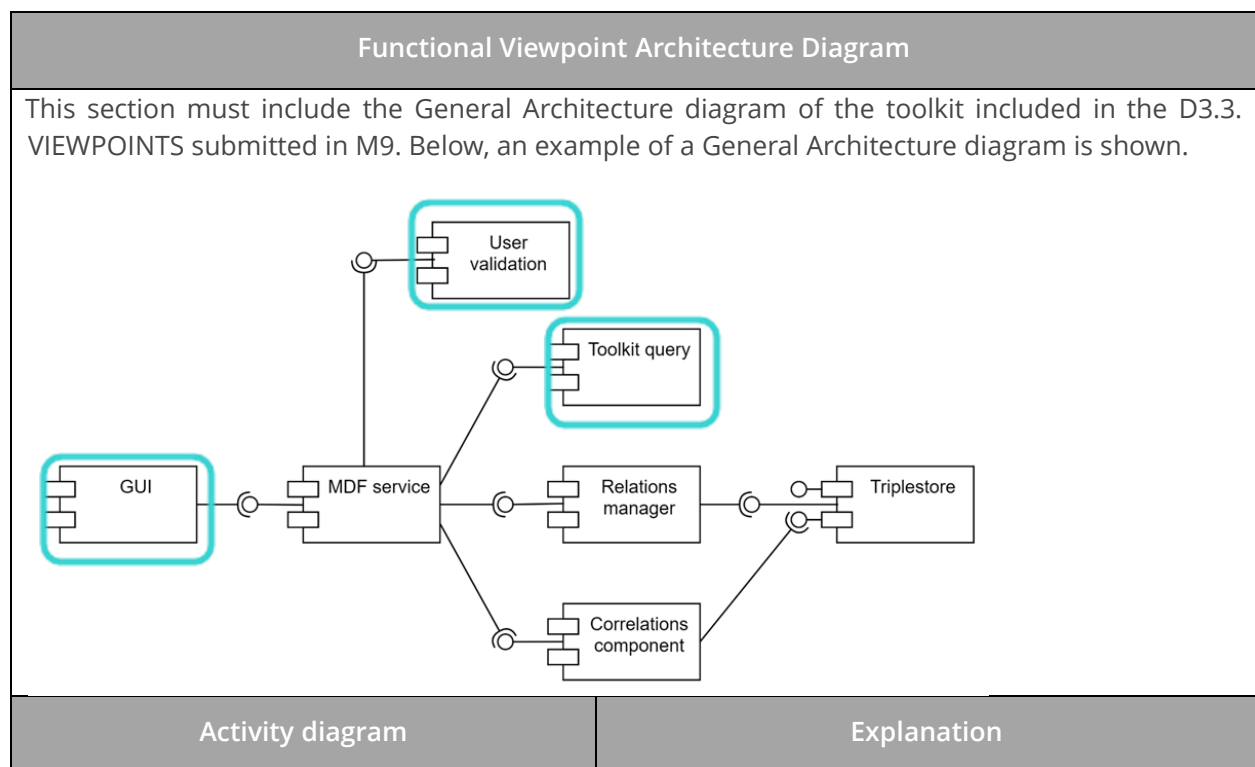 Functional Viewpoint Architecture Diagram
This section must include the General Architecture diagram of the toolkit included in the D3.3.
VIEWPOINTS submitted in M9. Below, an example of a General Architecture diagram is shown.
User
validation
Toolkit query
GUI
MDF service
Relations
manager
Triplestore
Correlations
component
Activity diagram
Explanation